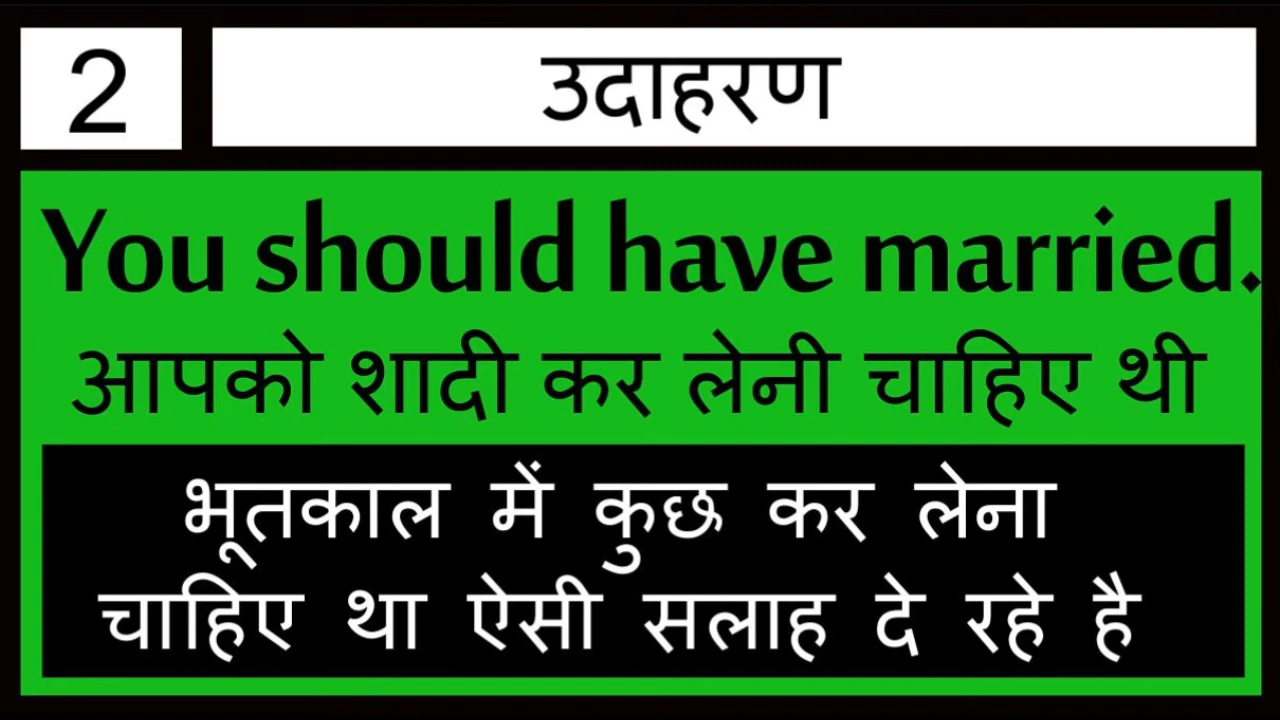 2
उदाहरण
You should have married.
आपको शादी कर लेनी चाहिए थी
भूतकाल में कुछ कर लेना
चाहिए था ऐसी सलाह दे रहे है